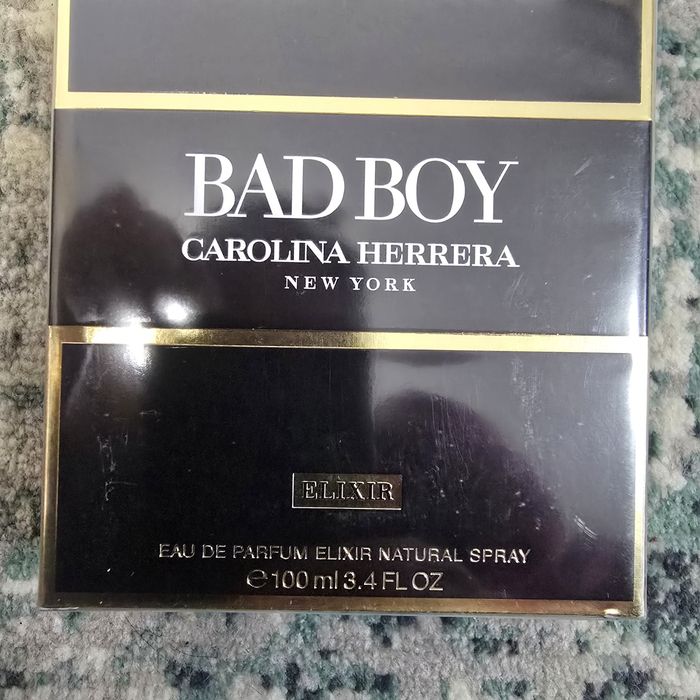 BAD BOY
CAROLINA HERRERA
NEW YORK
ELIXIR
EAU DE PARFUM ELIXIR NATURAL SPRAY
℮100 ml 3.4 FL OZ